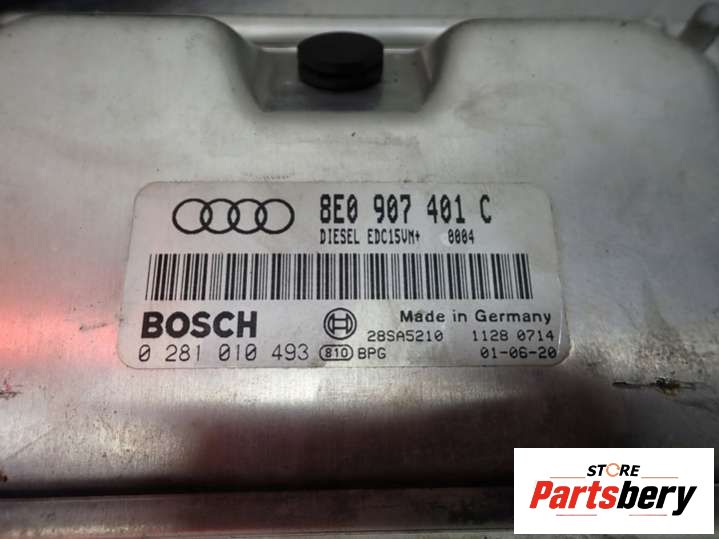 8E0 907 401 C
DIESEL EDC15VM+ 0004
BOSCH Made in Germany
28SA5210 1128 0714
0 281 010 493 810 BPG 01-06-20
STORE
Partsbery